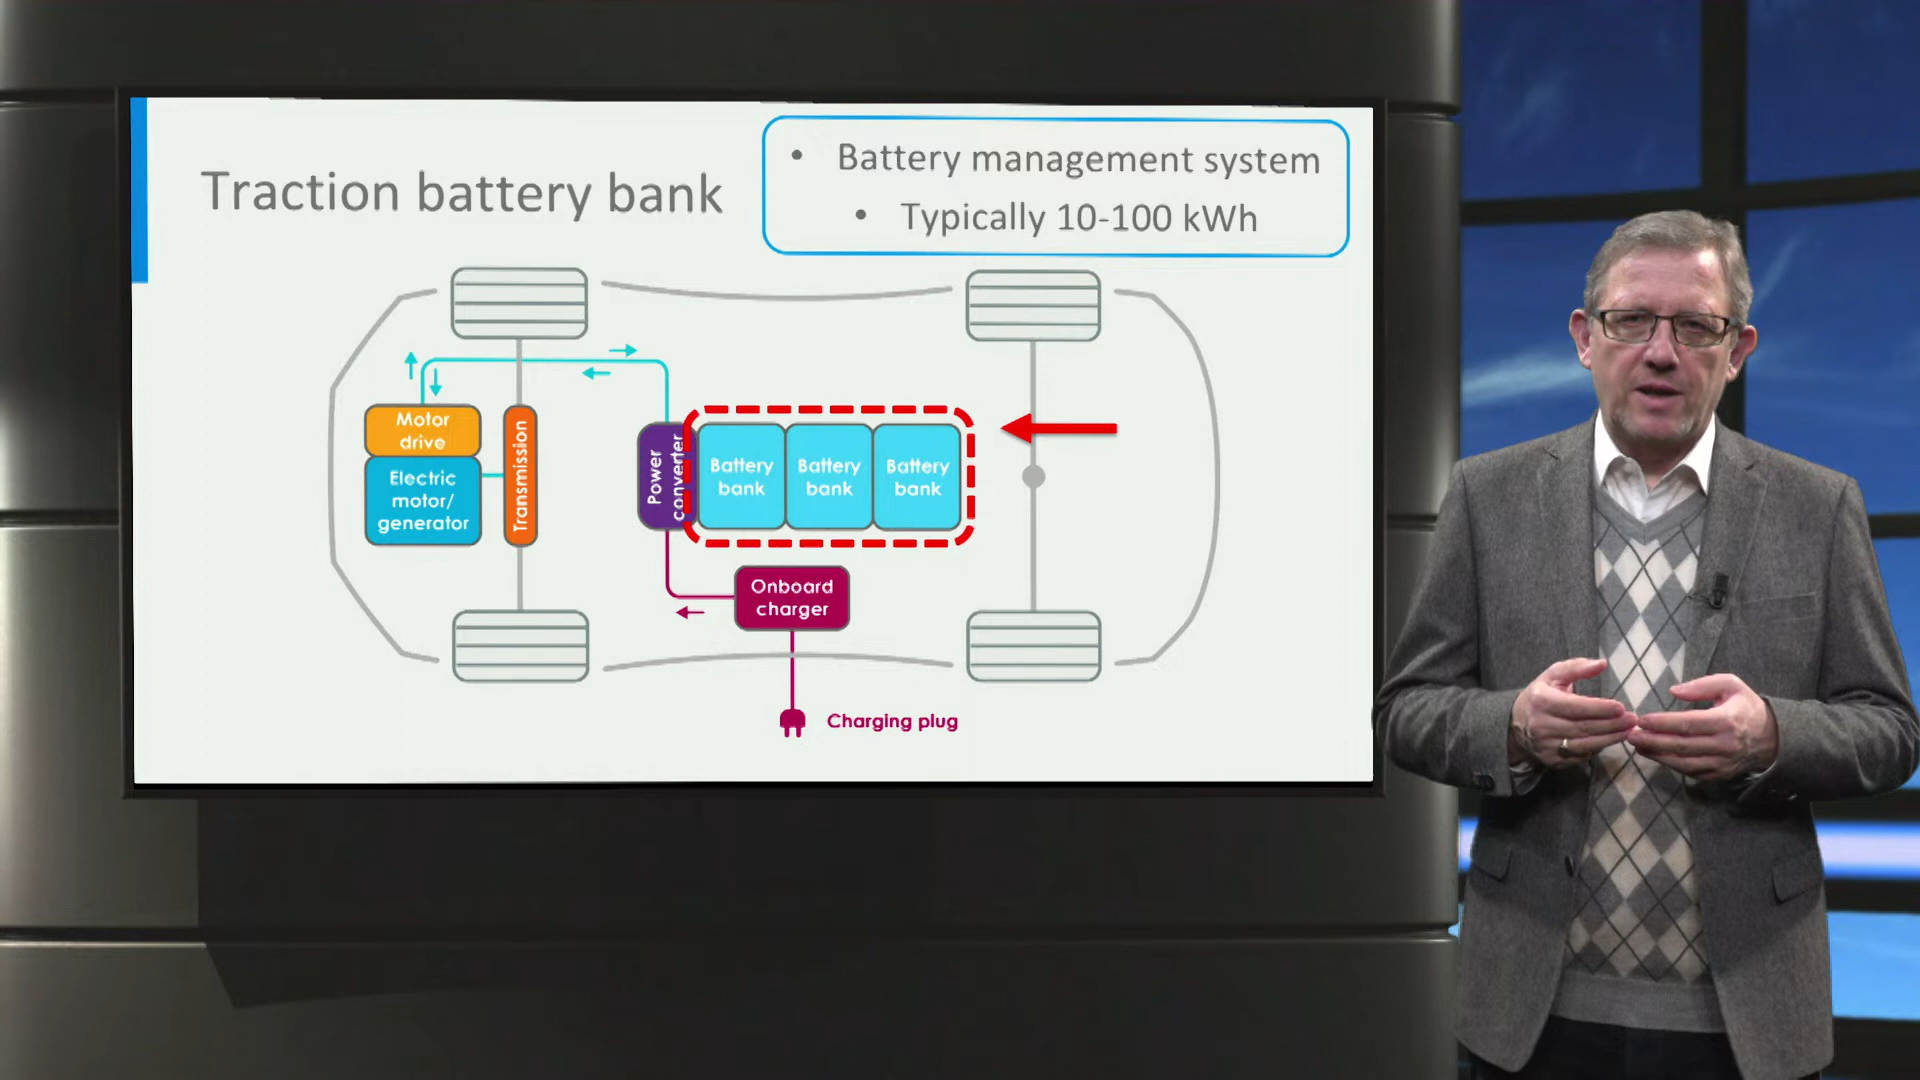 Traction battery bank
• Battery management system
• Typically 10-100 kWh
Motor
drive
Electric
motor/
generator
Transmission
Power
converter
Battery
bank
Battery
bank
Battery
bank
Onboard
charger
Charging plug